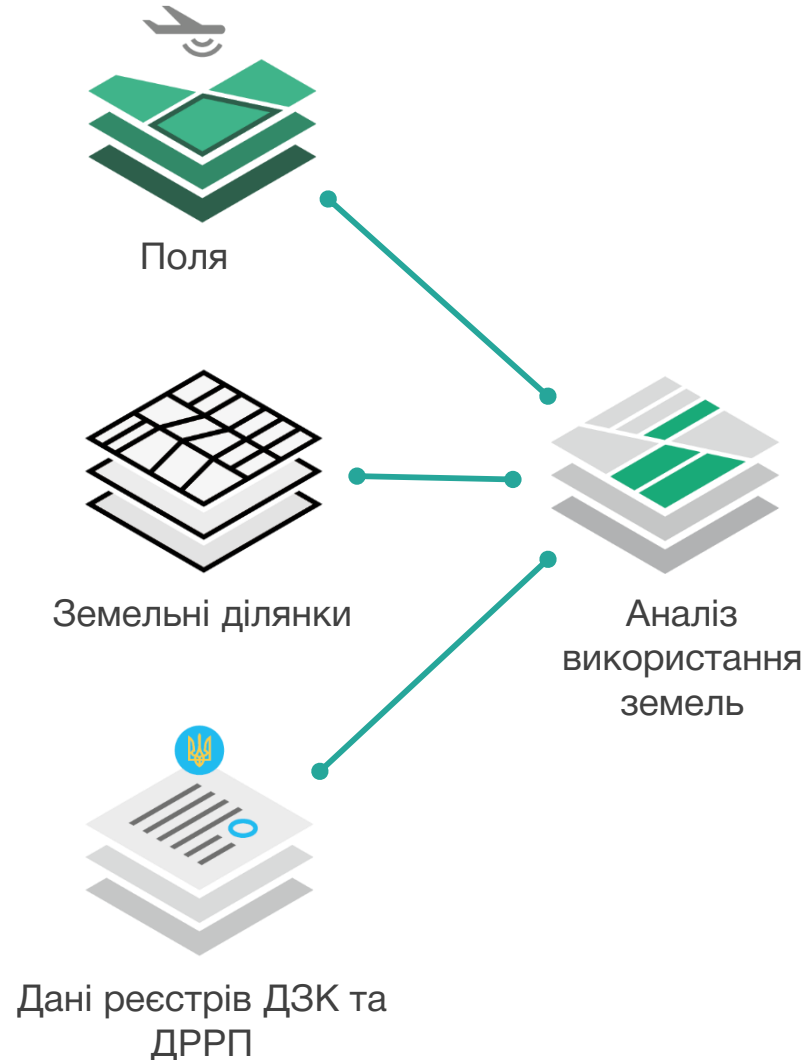 Поля
Земельні ділянки
Аналіз
використання
земель
Дані реєстрів ДЗК та
ДРРП